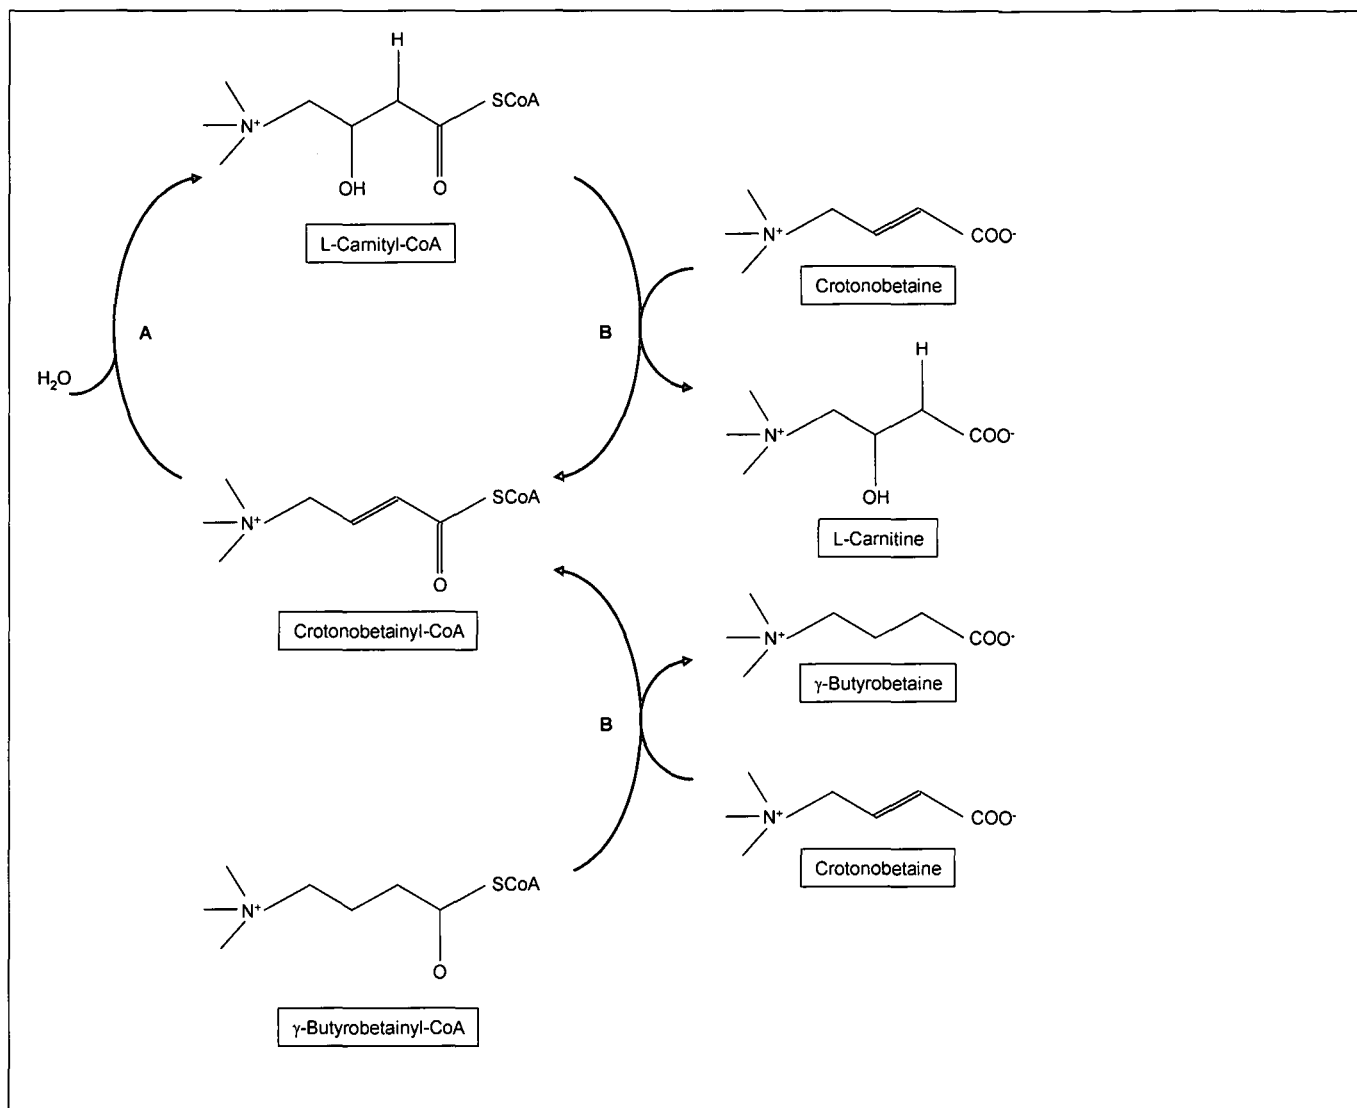 H
SCoA
N⁺
OH
O
L-Carnityl-CoA
N⁺
COO⁻
Crotonobetaine
A
B
H
H₂O
N⁺
COO⁻
OH
L-Carnitine
SCoA
N⁺
O
Crotonobetainyl-CoA
N⁺
COO⁻
γ-Butyrobetaine
B
N⁺
COO⁻
Crotonobetaine
SCoA
N⁺
O
γ-Butyrobetainyl-CoA